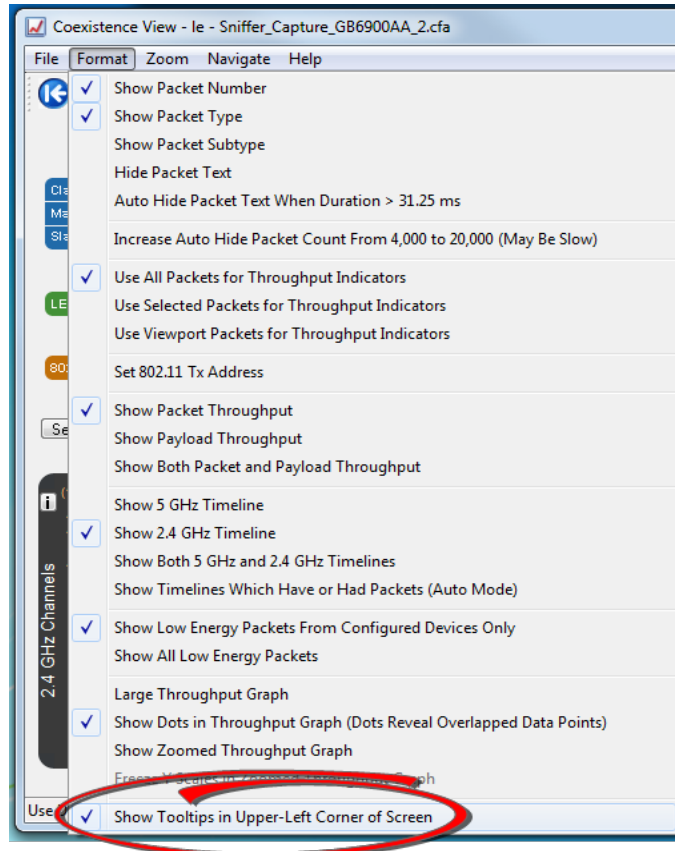 Coexistence View - le - Sniffer_Capture_GB6900AA_2.cfa
File Format Zoom Navigate Help
Show Packet Number
Show Packet Type
Show Packet Subtype
Hide Packet Text
Auto Hide Packet Text When Duration > 31.25 ms
Increase Auto Hide Packet Count From 4,000 to 20,000 (May Be Slow)
Use All Packets for Throughput Indicators
Use Selected Packets for Throughput Indicators
Use Viewport Packets for Throughput Indicators
Set 802.11 Tx Address
Show Packet Throughput
Show Payload Throughput
Show Both Packet and Payload Throughput
Show 5 GHz Timeline
Show 2.4 GHz Timeline
Show Both 5 GHz and 2.4 GHz Timelines
Show Timelines Which Have or Had Packets (Auto Mode)
Show Low Energy Packets From Configured Devices Only
Show All Low Energy Packets
Large Throughput Graph
Show Dots in Throughput Graph (Dots Reveal Overlapped Data Points)
Show Zoomed Throughput Graph
Show Tooltips in Upper-Left Corner of Screen
LE
2.4 GHz Channels
Use